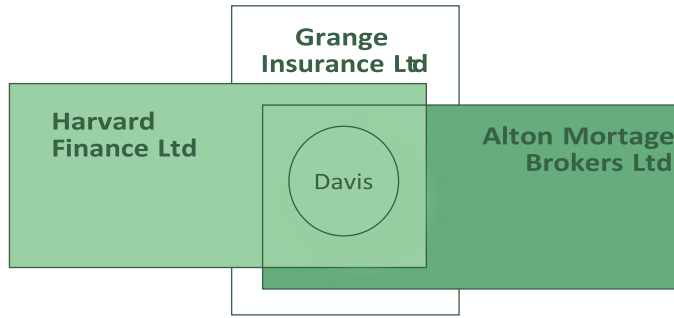 Grange
Insurance Ltd
Harvard
Finance Ltd
Davis
Alton Mortage
Brokers Ltd